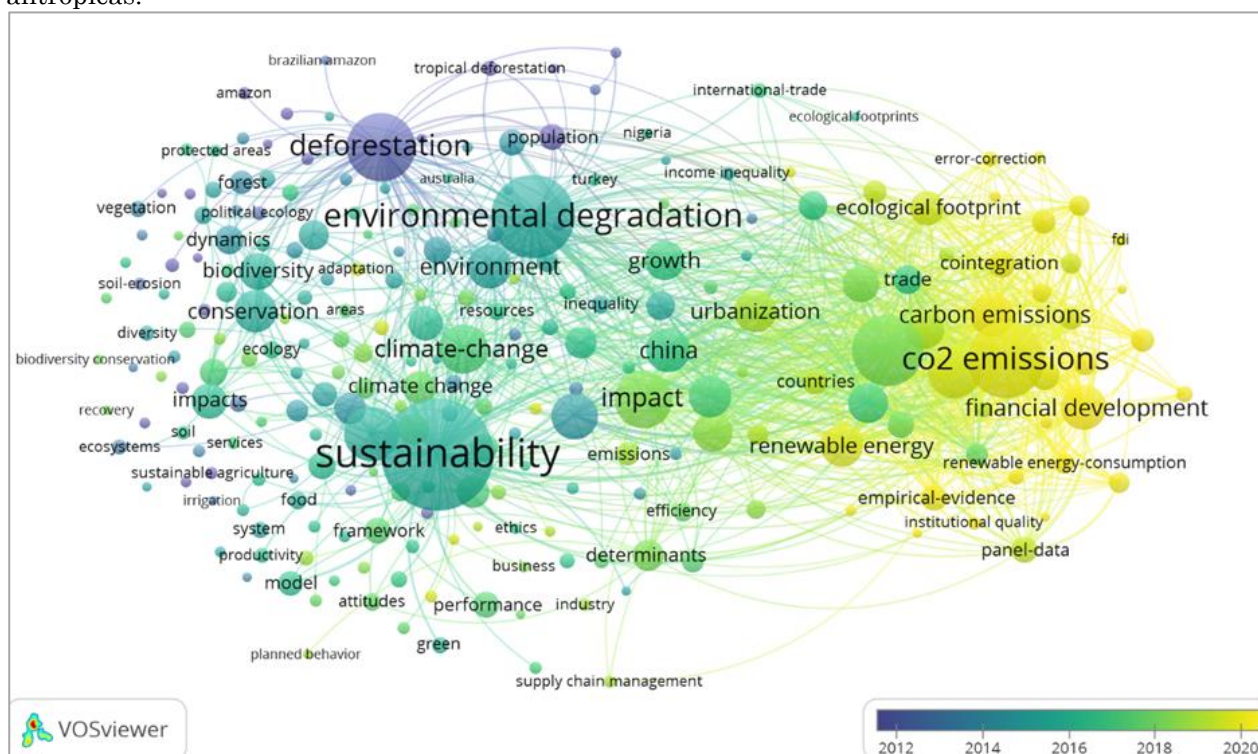 antrópicas.
brazilian amazon
tropical deforestation
amazon
international-trade
ecological footprints
deforestation
population
nigeria
protected areas
error-correction
forest
australia
turkey
income inequality
vegetation
political ecology
environmental degradation
ecological footprint
dynamics
fdi
biodiversity
adaptation
environment
growth
cointegration
soil-erosion
trade
conservation
areas
resources
inequality
urbanization
carbon emissions
diversity
ecology
climate-change
china
co2 emissions
biodiversity conservation
climate change
countries
impacts
impact
financial development
recovery
soil
services
sustainability
emissions
renewable energy
ecosystems
renewable energy-consumption
sustainable agriculture
irrigation
food
empirical-evidence
efficiency
system
framework
ethics
institutional quality
productivity
determinants
panel-data
business
model
attitudes
performance
industry
green
planned behavior
supply chain management
VOSviewer
2012 2014 2016 2018 2020